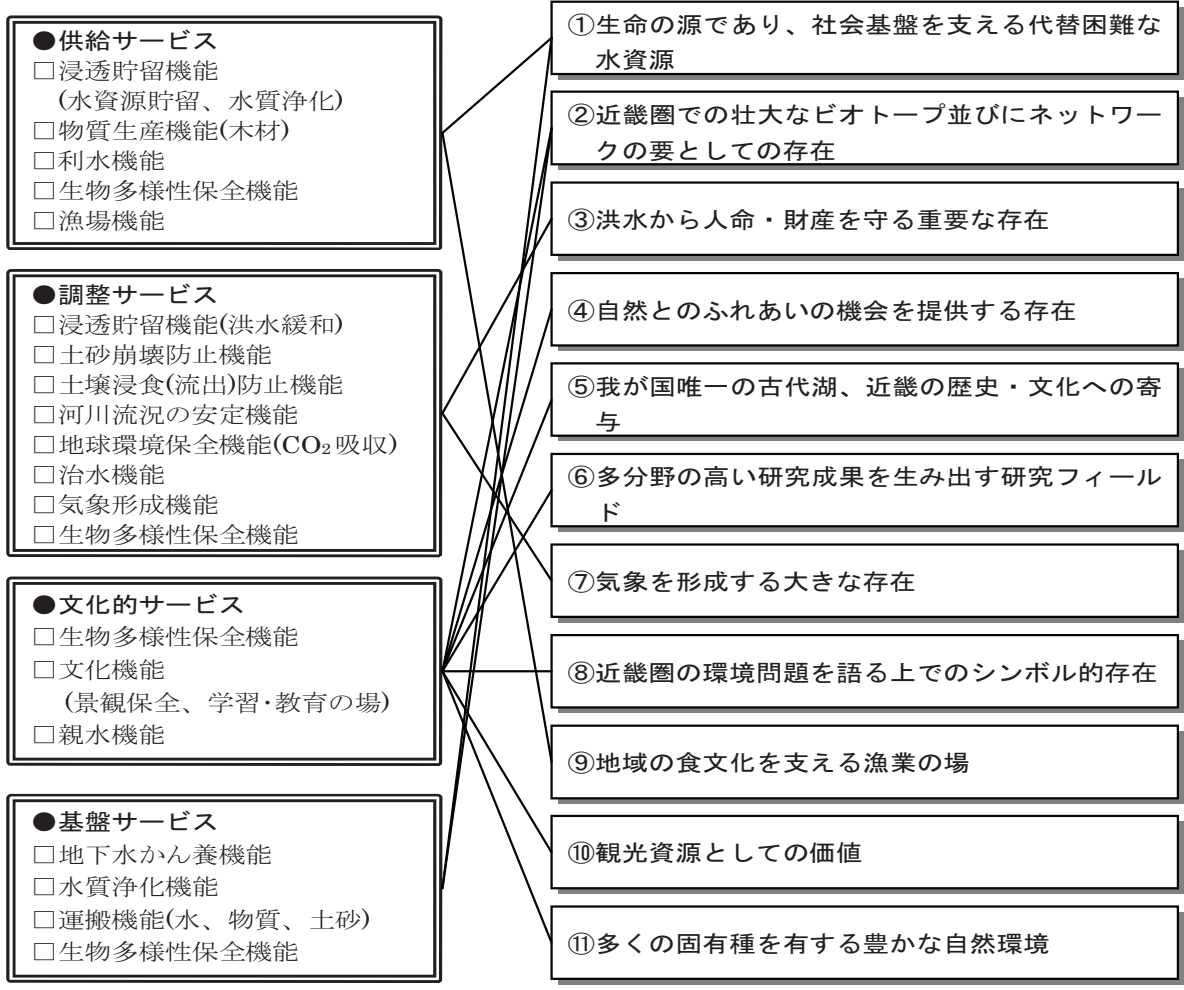 ●供給サービス
□浸透貯留機能
(水資源貯留、水質浄化)
□物質生産機能(木材)
□利水機能
□生物多様性保全機能
□漁場機能
●調整サービス
□浸透貯留機能(洪水緩和)
□土砂崩壊防止機能
□土壌浸食(流出)防止機能
□河川流況の安定機能
□地球環境保全機能(CO₂吸収)
□治水機能
□気象形成機能
□生物多様性保全機能
●文化的サービス
□生物多様性保全機能
□文化機能
(景観保全、学習･教育の場)
□親水機能
●基盤サービス
□地下水かん養機能
□水質浄化機能
□運搬機能(水、物質、土砂)
□生物多様性保全機能
①生命の源であり、社会基盤を支える代替困難な
水資源
②近畿圏での壮大なビオトープ並びにネットワー
クの要としての存在
③洪水から人命・財産を守る重要な存在
④自然とのふれあいの機会を提供する存在
⑤我が国唯一の古代湖、近畿の歴史・文化への寄
与
⑥多分野の高い研究成果を生み出す研究フィール
ド
⑦気象を形成する大きな存在
⑧近畿圏の環境問題を語る上でのシンボル的存在
⑨地域の食文化を支える漁業の場
⑩観光資源としての価値
⑪多くの固有種を有する豊かな自然環境